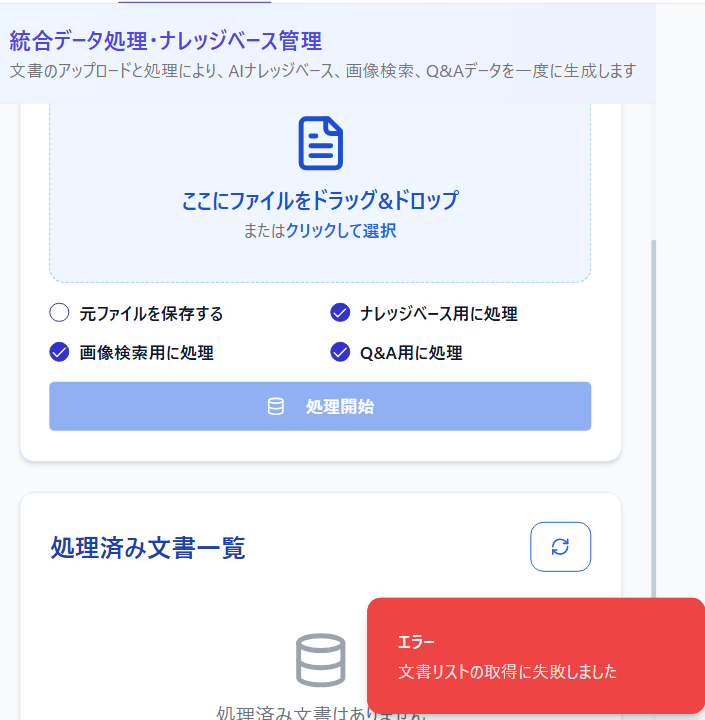 統合データ処理・ナレッジベース管理
文書のアップロードと処理により、AIナレッジベース、画像検索、Q&Aデータを一度に生成します
ここにファイルをドラッグ&ドロップ
またはクリックして選択
元ファイルを保存する
ナレッジベース用に処理
画像検索用に処理
Q&A用に処理
処理開始
処理済み文書一覧
エラー
文書リストの取得に失敗しました
処理済み文書はありません